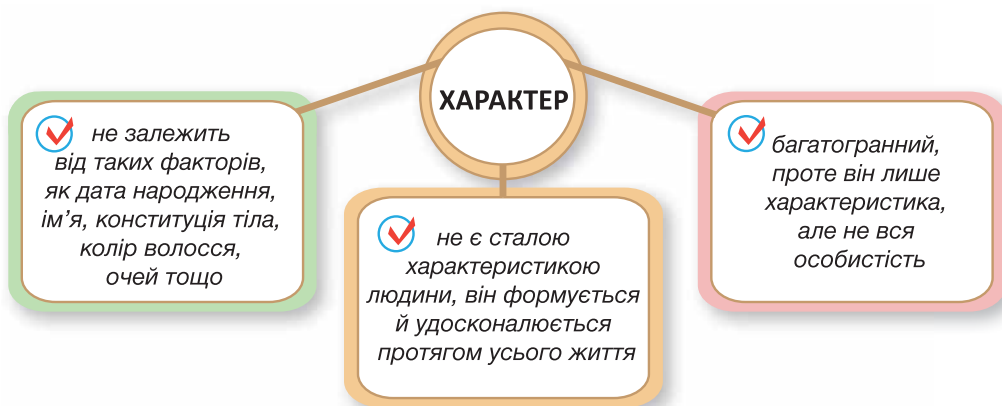 ХАРАКТЕР
не залежить
від таких факторів,
як дата народження,
ім’я, конституція тіла,
колір волосся,
очей тощо
не є сталою
характеристикою
людини, він формується
й удосконалюється
протягом усього життя
багатогранний,
проте він лише
характеристика,
але не вся
особистість